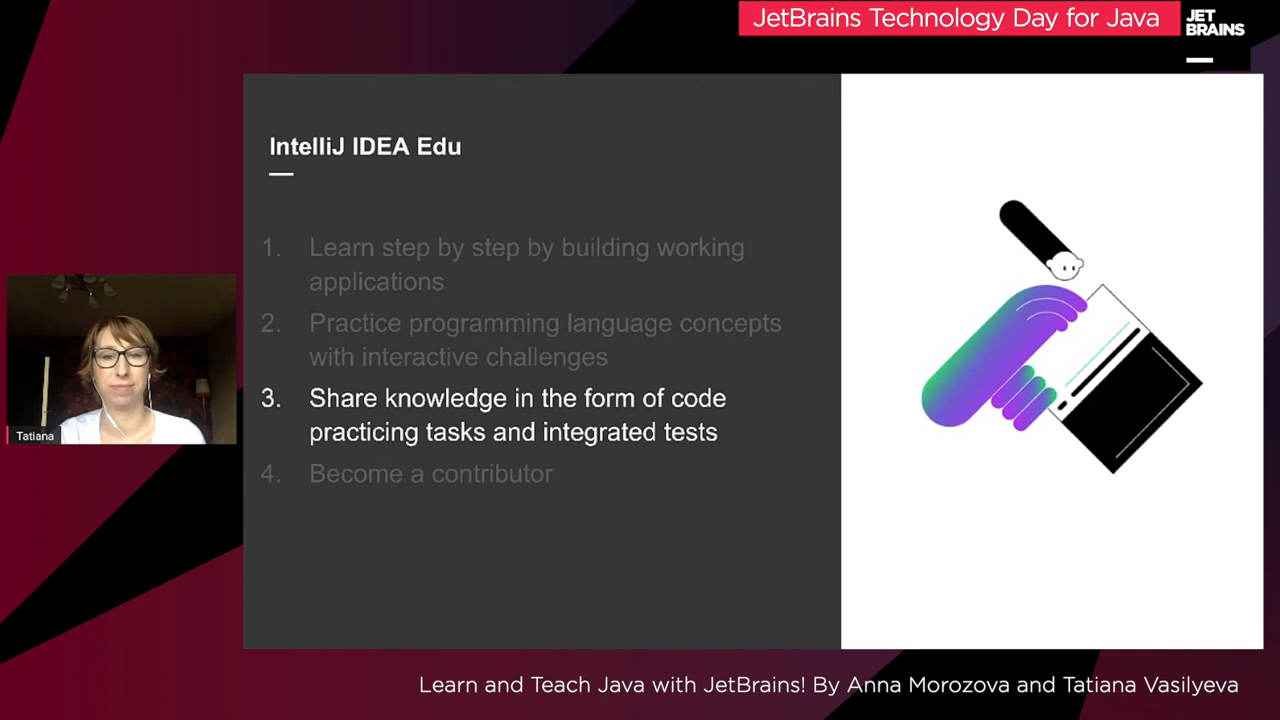 JetBrains Technology Day for Java
JET
BRAINS
IntelliJ IDEA Edu
1. Learn step by step by building working
applications
2. Practice programming language concepts
with interactive challenges
3. Share knowledge in the form of code
practicing tasks and integrated tests
4. Become a contributor
Tatiana
Learn and Teach Java with JetBrains! By Anna Morozova and Tatiana Vasilyeva